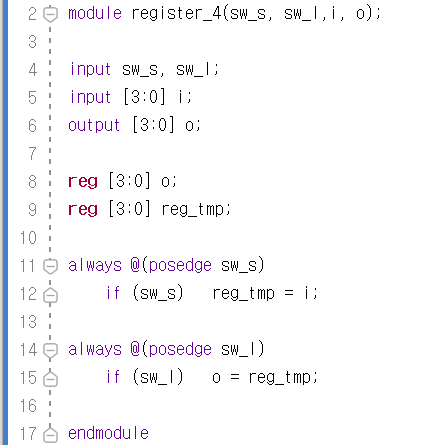 2 module register_4(sw_s, sw_l,i, o);
3
4 input sw_s, sw_l;
5 input [3:0] i;
6 output [3:0] o;
7
8 reg [3:0] o;
9 reg [3:0] reg_tmp;
10
11 always @(posedge sw_s)
12 if (sw_s) reg_tmp = i;
13
14 always @(posedge sw_l)
15 if (sw_l) o = reg_tmp;
16
17 endmodule